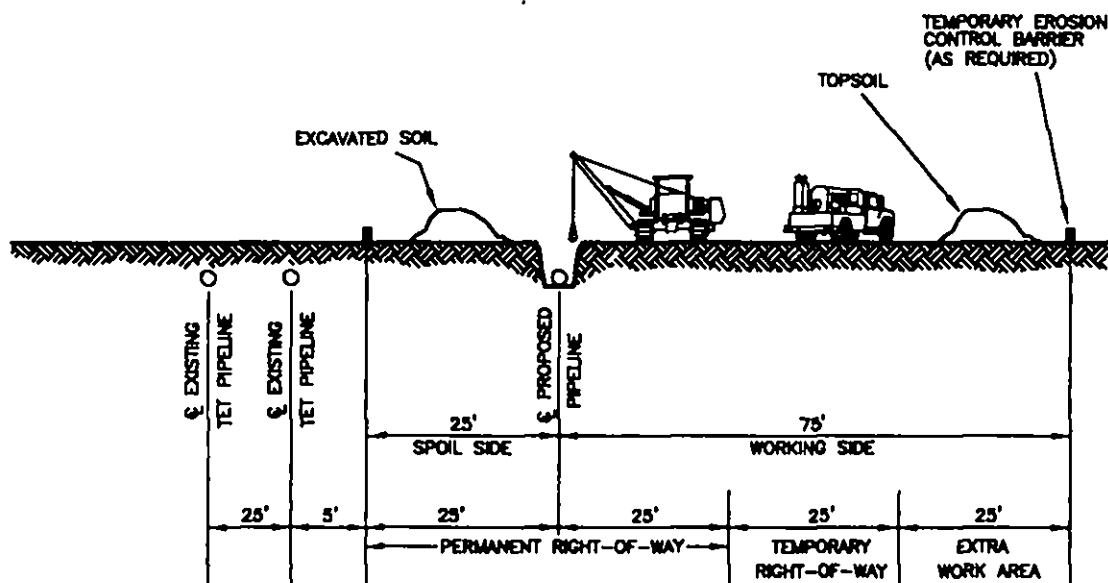 TEMPORARY EROSION
CONTROL BARRIER
(AS REQUIRED)
TOPSOIL
EXCAVATED SOIL
℄ EXISTING
TET PIPELINE
℄ EXISTING
TET PIPELINE
℄ PROPOSED
PIPELINE
25'
SPOIL SIDE
75'
WORKING SIDE
25'
5'
25'
25'
25'
25'
PERMANENT RIGHT-OF-WAY
TEMPORARY
RIGHT-OF-WAY
EXTRA
WORK AREA